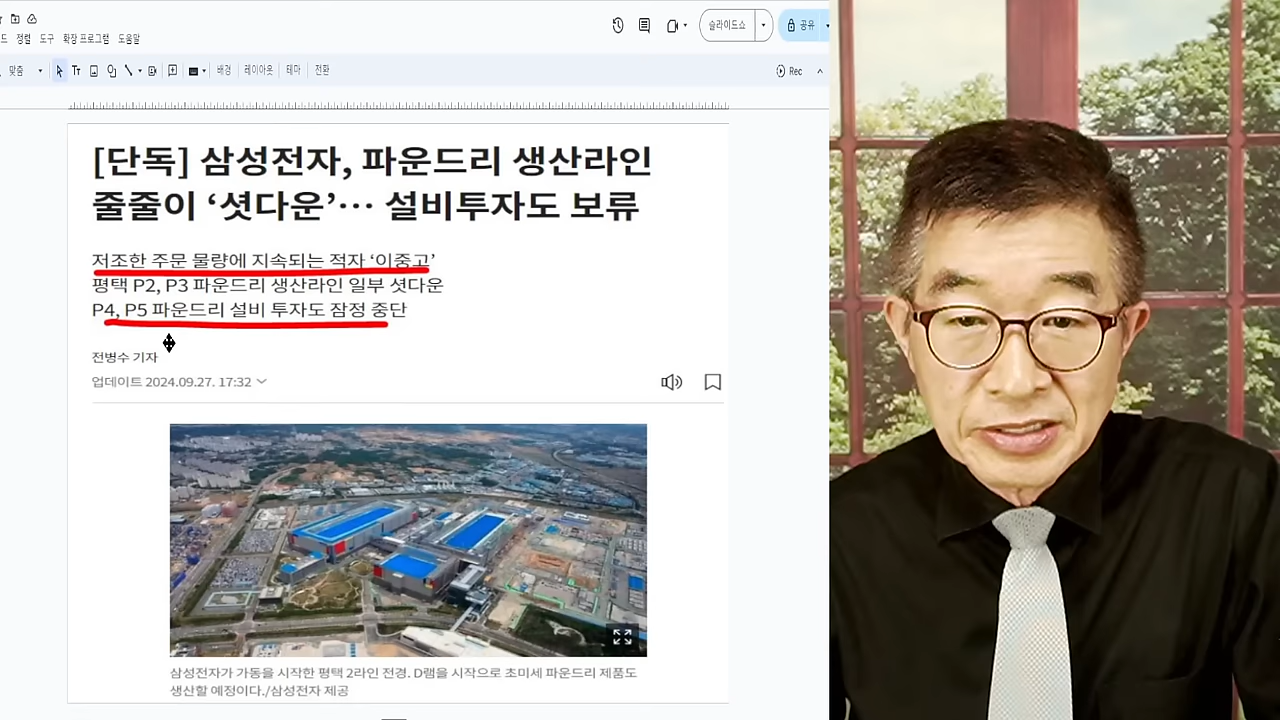 드 정렬 도구 확장 프로그램 도움말
슬라이드쇼
공유
맞춤
Tт
배경 레이아웃 테마 전환
Rec
[단독] 삼성전자, 파운드리 생산라인
줄줄이 ‘셧다운’… 설비투자도 보류
저조한 주문 물량에 지속되는 적자 ‘이중고’
평택 P2, P3 파운드리 생산라인 일부 셧다운
P4, P5 파운드리 설비 투자도 잠정 중단
전병수 기자
업데이트 2024.09.27. 17:32
삼성전자가 가동을 시작한 평택 2라인 전경. D램을 시작으로 초미세 파운드리 제품도
생산할 예정이다./삼성전자 제공